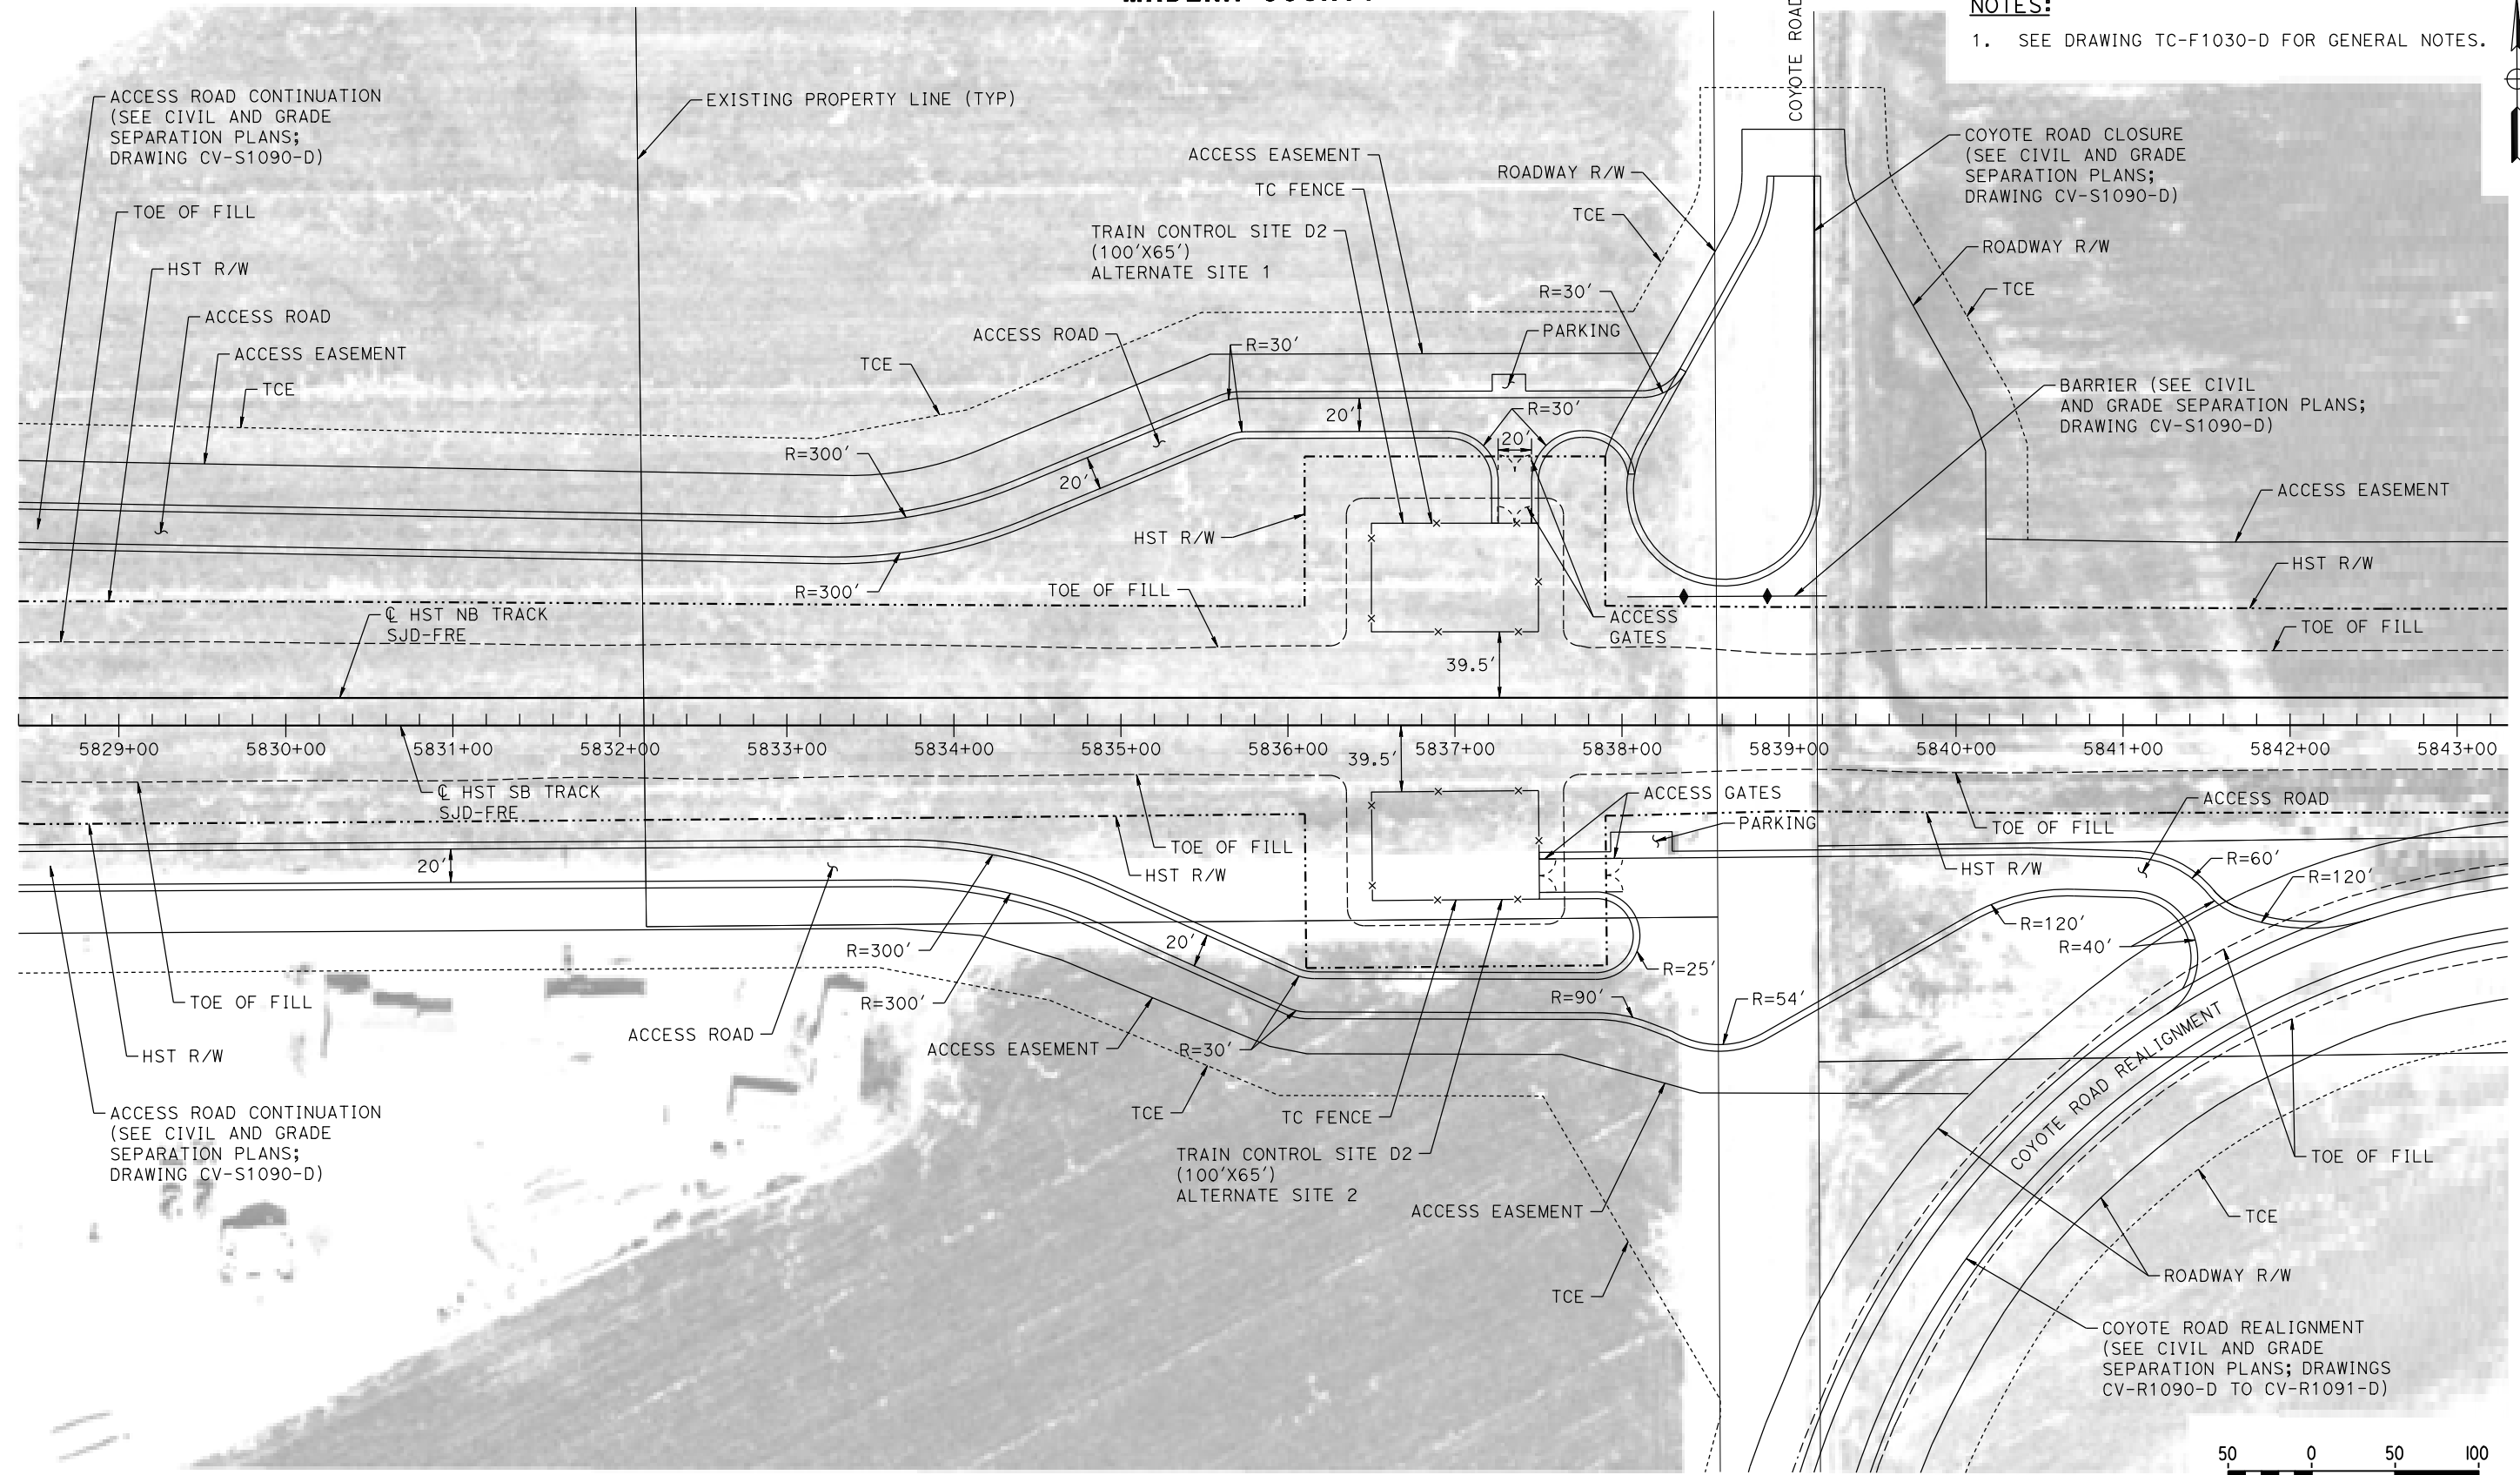 NOTES:
1. SEE DRAWING TC-F1030-D FOR GENERAL NOTES.
COYOTE ROAD
ACCESS ROAD CONTINUATION
(SEE CIVIL AND GRADE
SEPARATION PLANS;
DRAWING CV-S1090-D)
EXISTING PROPERTY LINE (TYP)
TOE OF FILL
HST R/W
ACCESS ROAD
ACCESS EASEMENT
TCE
ACCESS EASEMENT
TC FENCE
TRAIN CONTROL SITE D2
(100'X65')
ALTERNATE SITE 1
ROADWAY R/W
TCE
R=30'
PARKING
COYOTE ROAD CLOSURE
(SEE CIVIL AND GRADE
SEPARATION PLANS;
DRAWING CV-S1090-D)
ROADWAY R/W
TCE
BARRIER (SEE CIVIL
AND GRADE SEPARATION PLANS;
DRAWING CV-S1090-D)
ACCESS ROAD
R=30'
TCE
R=30'
20'
20'
R=300'
20'
HST R/W
R=300'
TOE OF FILL
ACCESS
GATES
39.5'
ACCESS EASEMENT
HST R/W
TOE OF FILL
℄ HST NB TRACK
SJD-FRE
5829+00 5830+00 5831+00 5832+00 5833+00 5834+00 5835+00 5836+00 5837+00 5838+00 5839+00 5840+00 5841+00 5842+00 5843+00
39.5'
℄ HST SB TRACK
SJD-FRE
ACCESS GATES
ACCESS ROAD
PARKING
TOE OF FILL
TOE OF FILL
HST R/W
HST R/W
20'
R=60'
R=120'
R=120'
R=40'
R=300'
20'
R=25'
R=300'
R=90'
R=54'
TOE OF FILL
ACCESS ROAD
ACCESS EASEMENT
R=30'
HST R/W
COYOTE ROAD REALIGNMENT
ACCESS ROAD CONTINUATION
(SEE CIVIL AND GRADE
SEPARATION PLANS;
DRAWING CV-S1090-D)
TCE
TC FENCE
TRAIN CONTROL SITE D2
(100'X65')
ALTERNATE SITE 2
ACCESS EASEMENT
TOE OF FILL
TCE
ROADWAY R/W
TCE
COYOTE ROAD REALIGNMENT
(SEE CIVIL AND GRADE
SEPARATION PLANS; DRAWINGS
CV-R1090-D TO CV-R1091-D)
50 0 50 100